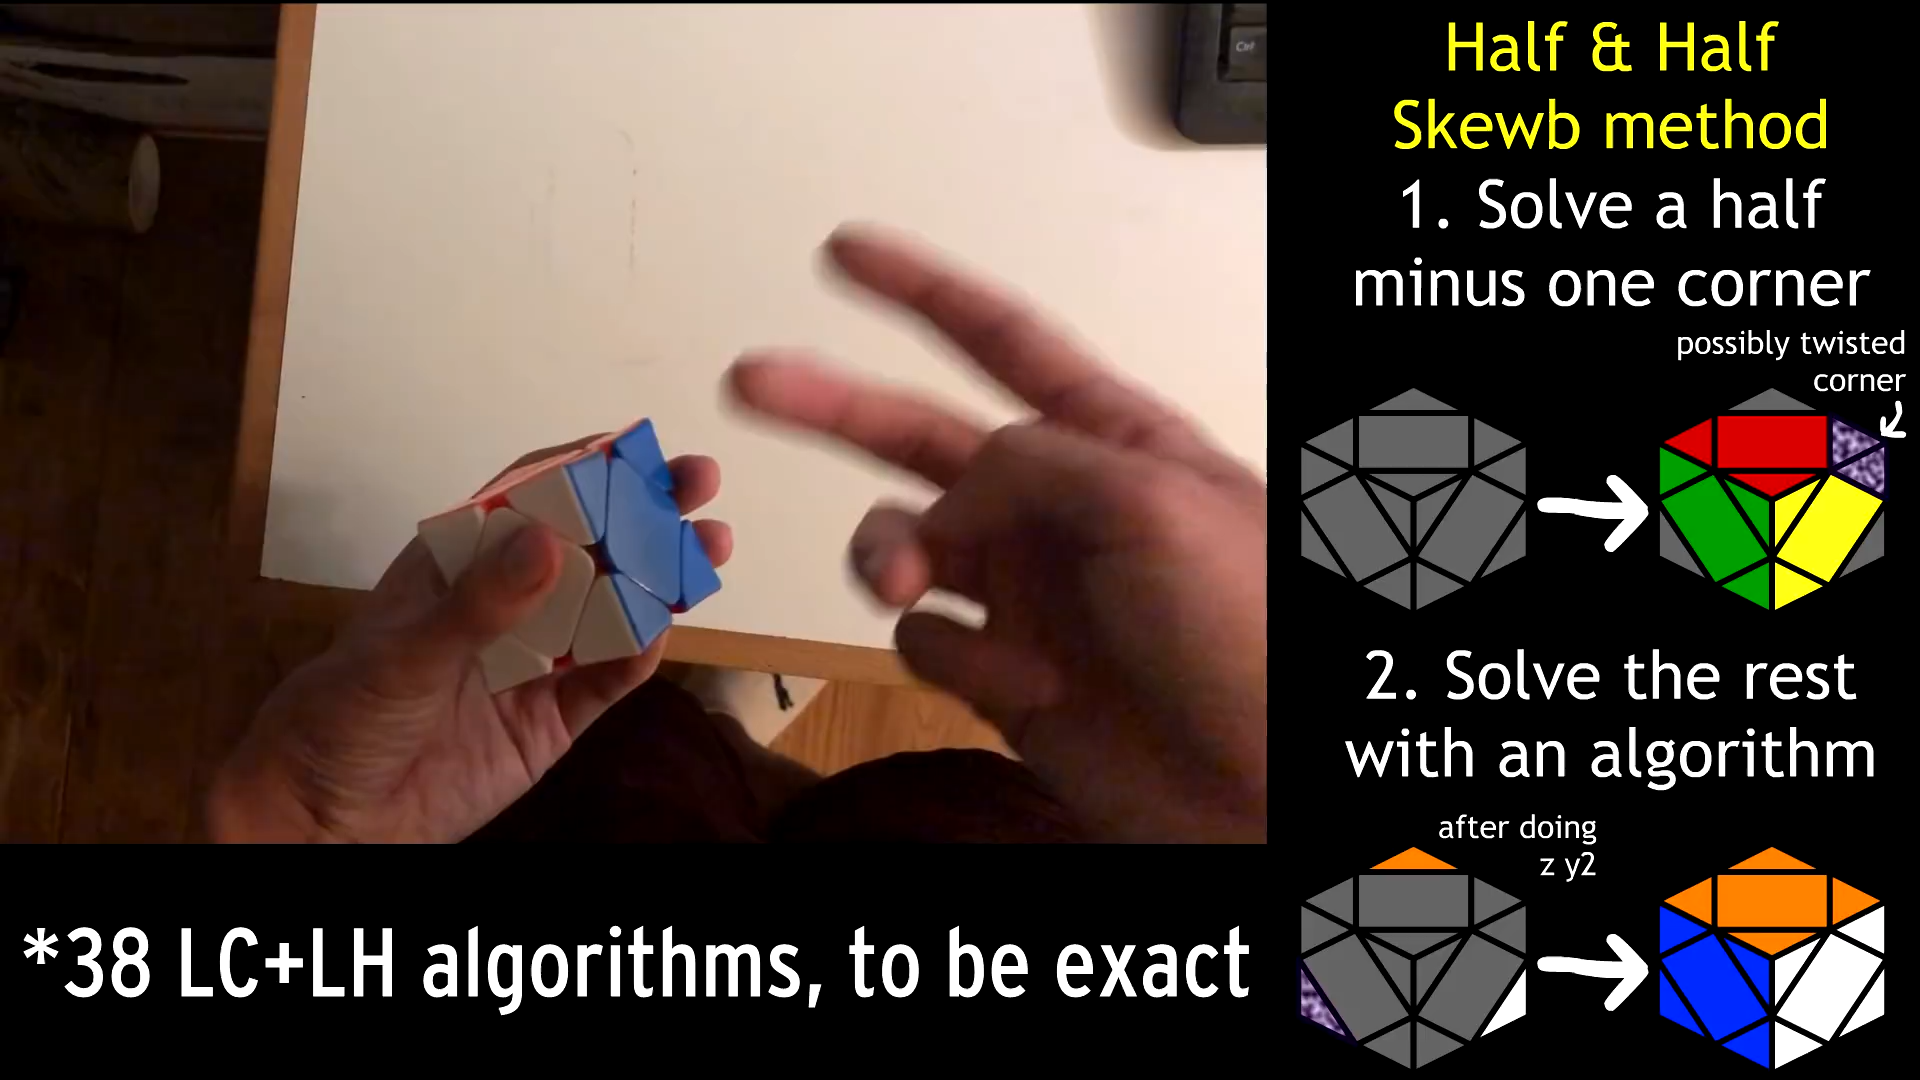 Half & Half
Skewb method
1. Solve a half
minus one corner
possibly twisted
corner
2. Solve the rest
with an algorithm
after doing
z y2
*38 LC+LH algorithms, to be exact
Ctrl